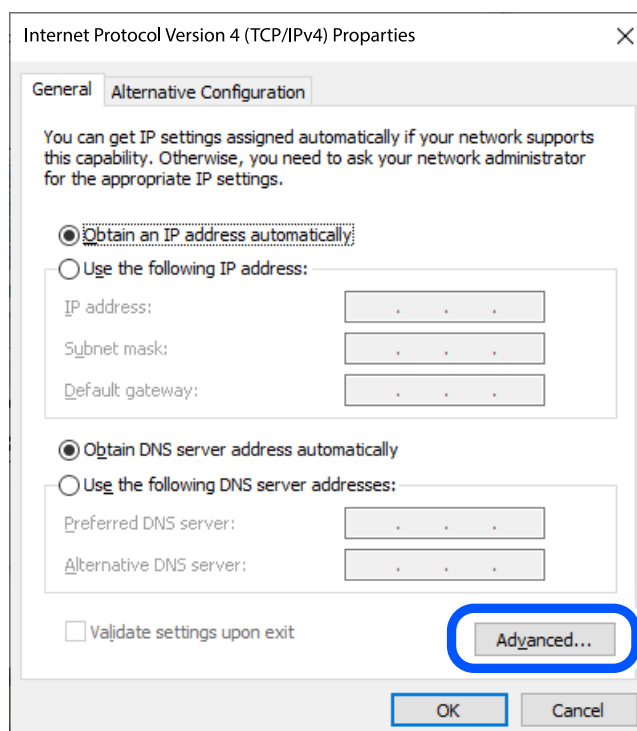 Internet Protocol Version 4 (TCP/IPv4) Proparties
General
Alternative Configuration
You can get IP settings assigned automatically if your network supports
this capability. Otherwise, you need to ask your network administrator
for the appropriate IP settings.
Obtain an IP address automatically
Use the following IP address:
IP address:
Subnet mask:
Default gateway:
Obtain DNS server address automatically
Use the following DNS server addresses:
Preferred DNS server:
Alternative DNS server:
Validate settings upon exit
Advanced...
OK
Cancel